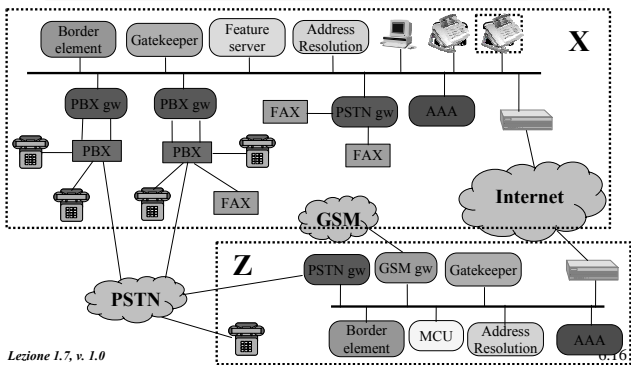 Border
element
Gatekeeper
Feature
server
Address
Resolution
X
PBX gw
PBX gw
FAX
PSTN gw
AAA
FAX
PBX
PBX
FAX
Internet
GSM
Z
PSTN gw
GSM gw
Gatekeeper
PSTN
Border
element
MCU
Address
Resolution
AAA
Lezione 1.7, v. 1.0
6.16